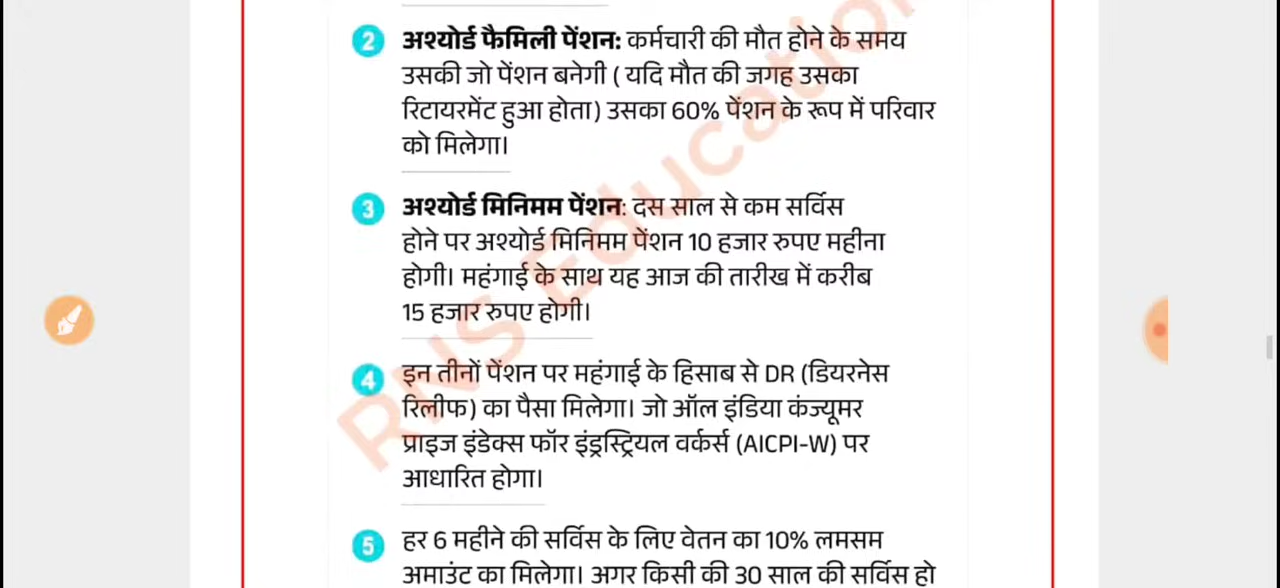 2 अश्योर्ड फैमिली पेंशन: कर्मचारी की मौत होने के समय
उसकी जो पेंशन बनेगी ( यदि मौत की जगह उसका
रिटायरमेंट हुआ होता) उसका 60% पेंशन के रूप में परिवार
को मिलेगा।
3 अश्योर्ड मिनिमम पेंशन: दस साल से कम सर्विस
होने पर अश्योर्ड मिनिमम पेंशन 10 हजार रुपए महीना
होगी। महंगाई के साथ यह आज की तारीख में करीब
15 हजार रुपए होगी।
4 इन तीनों पेंशन पर महंगाई के हिसाब से DR (डियरनेस
रिलीफ) का पैसा मिलेगा। जो ऑल इंडिया कंज्यूमर
प्राइज इंडेक्स फॉर इंड्रस्ट्रियल वर्कर्स (AICPI-W) पर
आधारित होगा।
5 हर 6 महीने की सर्विस के लिए वेतन का 10% लमसम
अमाउंट का मिलेगा। अगर किसी की 30 साल की सर्विस हो
RNS Education